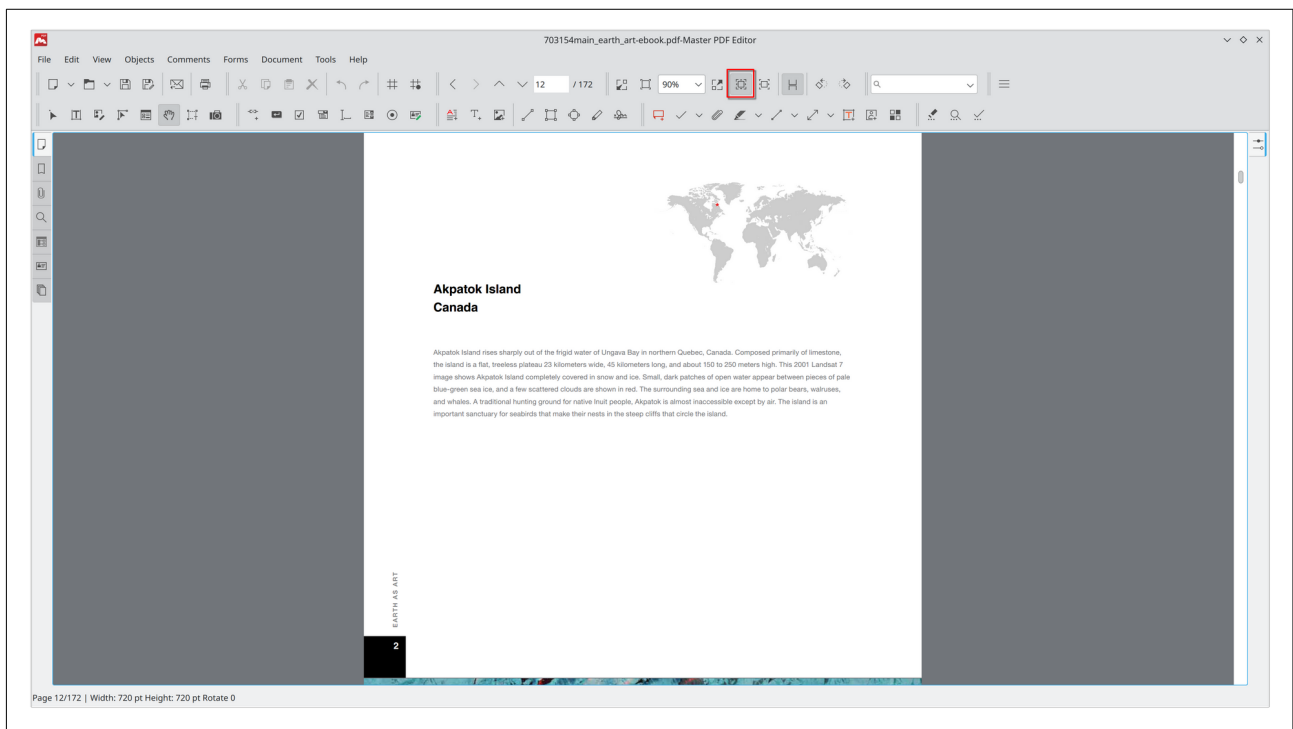 703154main_earth_art-ebook.pdf-Master PDF Editor
File Edit View Objects Comments Forms Document Tools Help
12 / 172 90%
Akpatok Island
Canada
Akpatok Island rises sharply out of the frigid water of Ungava Bay in northern Quebec, Canada. Composed primarily of limestone,
the island is a flat, treeless plateau 23 kilometers wide, 45 kilometers long, and about 150 to 250 meters high. This 2001 Landsat 7
image shows Akpatok Island completely covered in snow and ice. Small, dark patches of open water appear between pieces of pale
blue-green sea ice, and a few scattered clouds are shown in red. The surrounding sea and ice are home to polar bears, walruses,
and whales. A traditional hunting ground for native Inuit people, Akpatok is almost inaccessible except by air. The island is an
important sanctuary for seabirds that make their nests in the steep cliffs that circle the island.
EARTH AS ART
2
Page 12/172 | Width: 720 pt Height: 720 pt Rotate 0